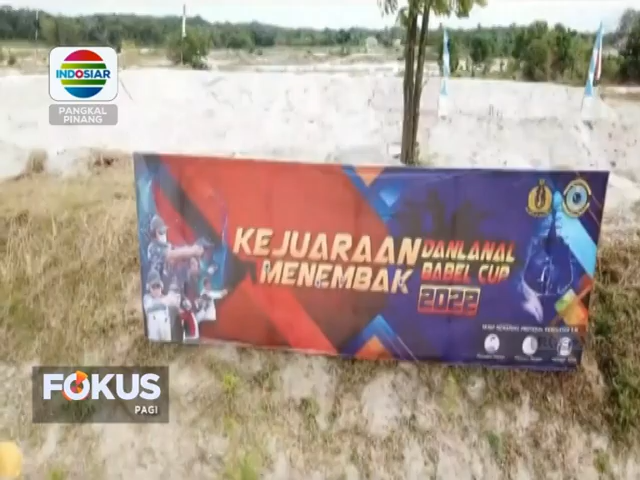 INDOSIAR
PANGKAL
PINANG
KEJUARAAN
MENEMBAK
DANLANAL
BABEL CUP
2022
FOKUS
PAGI